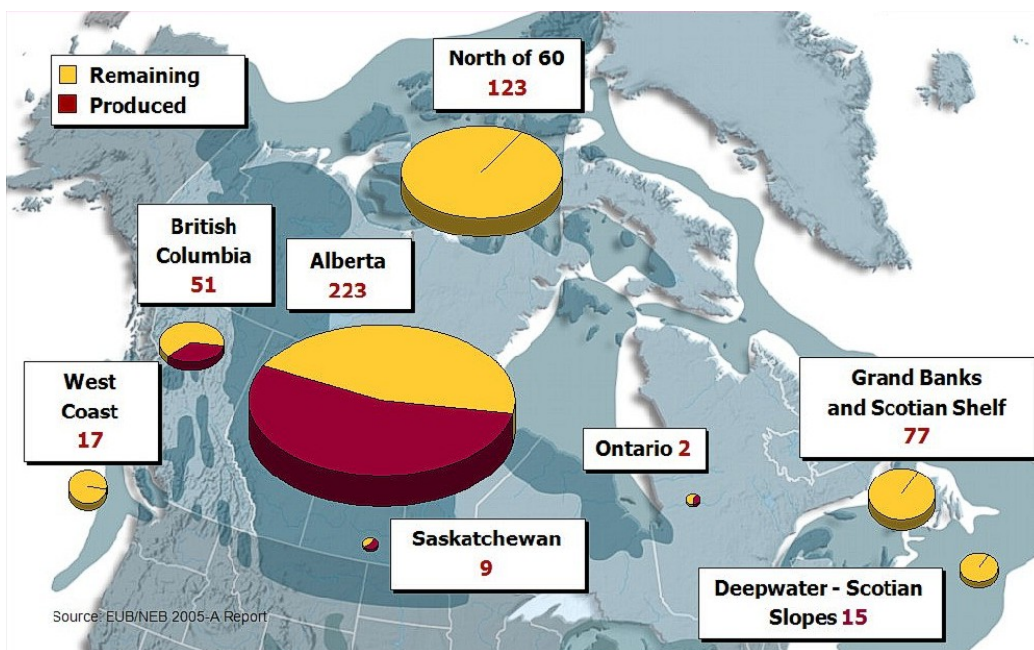 Remaining
Produced
North of 60
123
British
Columbia
51
Alberta
223
West
Coast
17
Grand Banks
and Scotian Shelf
77
Ontario 2
Saskatchewan
9
Deepwater - Scotian
Slopes 15
Source: EUB/NEB 2005-A Report